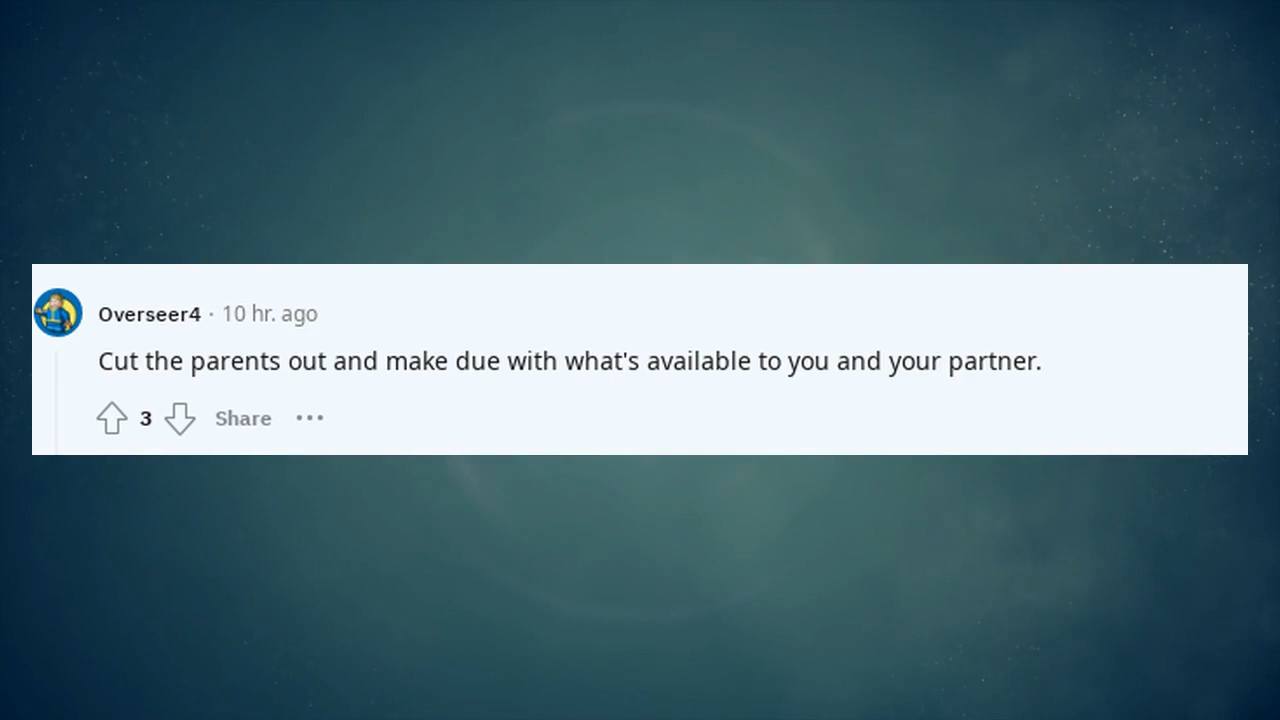 Overseer4 · 10 hr. ago
Cut the parents out and make due with what's available to you and your partner.
3 Share ···